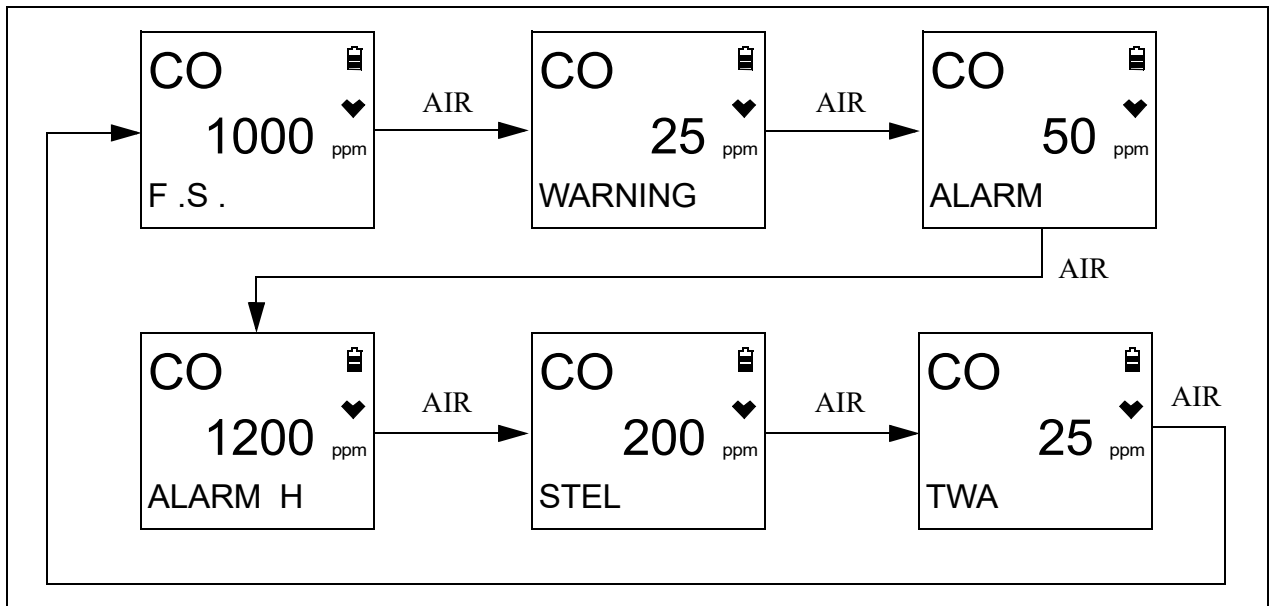 CO
1000 ppm
F .S .
AIR
CO
25 ppm
WARNING
AIR
CO
50 ppm
ALARM
AIR
CO
1200 ppm
ALARM H
AIR
CO
200 ppm
STEL
AIR
CO
25 ppm
TWA
AIR